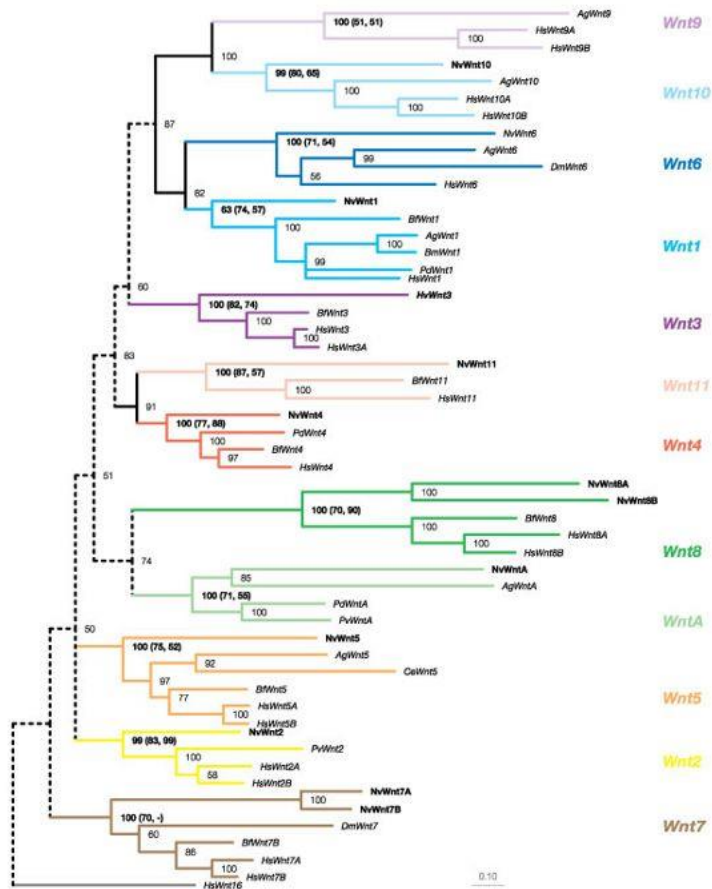 AgWnt9
Wnt9
100 (51, 51)
HsWnt9A
100
HsWnt9B
100
NvWnt10
99 (80, 65)
AgWnt10
Wnt10
100
HsWnt10A
100
HsWnt10B
87
NvWnt6
100 (71, 54)
AgWnt6
Wnt6
99
DmWnt6
56
HsWnt6
82
NvWnt1
63 (74, 57)
BfWnt1
100
AgWnt1
Wnt1
100
BmWnt1
99
PdWnt1
HsWnt1
60
HvWnt3
100 (82, 74)
BfWnt3
100
HsWnt3
Wnt3
100
HsWnt3A
83
NvWnt11
100 (87, 57)
BfWnt11
Wnt11
100
HsWnt11
91
NvWnt4
100 (77, 88)
PdWnt4
100
BfWnt4
Wnt4
97
HsWnt4
51
NvWnt8A
100
NvWnt8B
100 (70, 90)
BfWnt8
100
HsWnt8A
100
HsWnt8B
Wnt8
74
NvWntA
85
AgWntA
100 (71, 55)
PdWntA
100
PvWntA
WntA
50
NvWnt5
100 (75, 52)
AgWnt5
92
CeWnt5
97
BfWnt5
77
Wnt5
HsWnt5A
100
HsWnt5B
NvWnt2
99 (83, 99)
PvWnt2
Wnt2
100
HsWnt2A
58
HsWnt2B
NvWnt7A
100
NvWnt7B
100 (70, -)
DmWnt7
Wnt7
60
BfWnt7B
86
HsWnt7A
100
HsWnt7B
HsWnt16
0.10